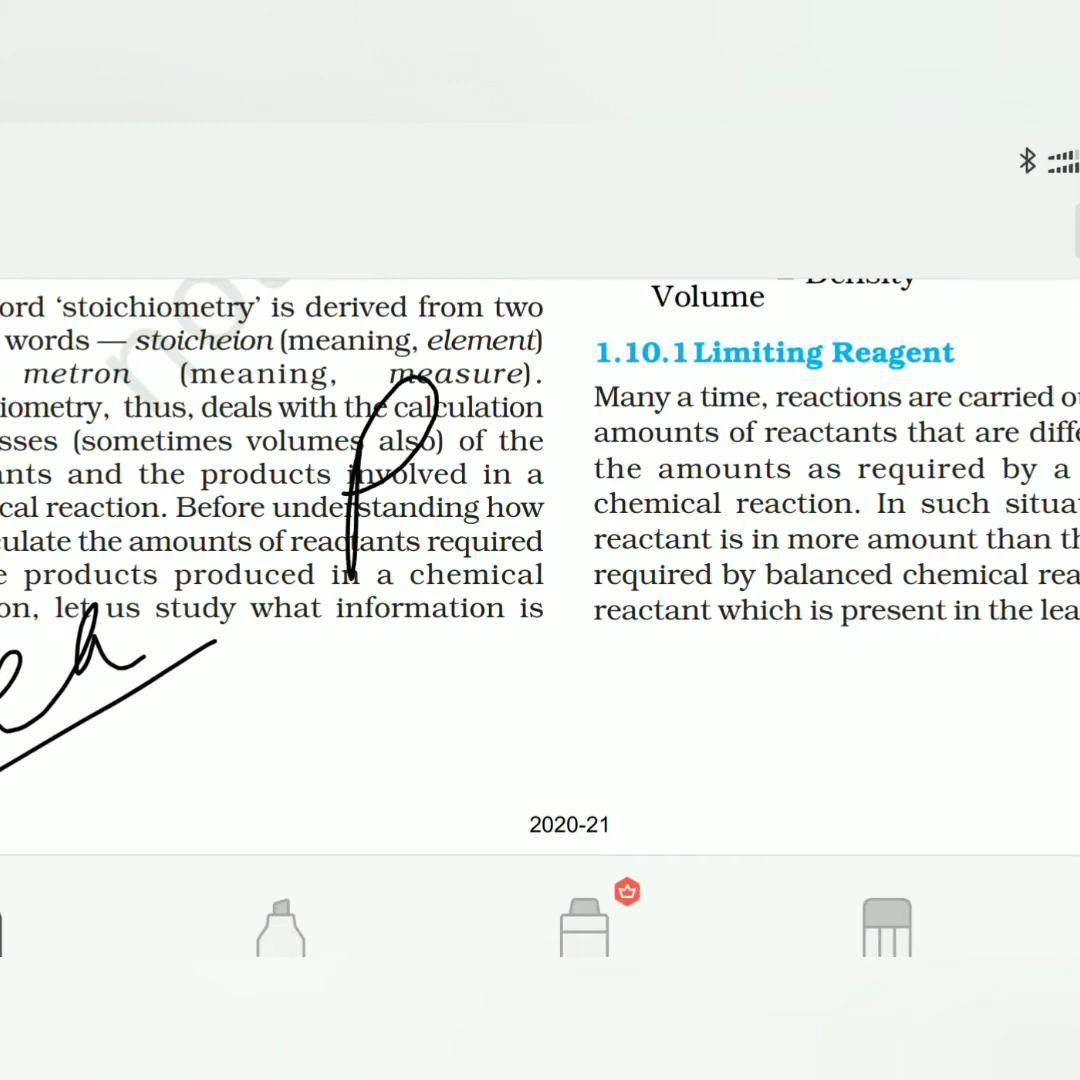 ord ‘stoichiometry’ is derived from two
words — stoicheion (meaning, element)
metron (meaning, measure).
iometry, thus, deals with the calculation
sses (sometimes volumes also) of the
ants and the products involved in a
cal reaction. Before understanding how
culate the amounts of reactants required
e products produced in a chemical
on, let us study what information is
= Density
Volume
1.10.1 Limiting Reagent
Many a time, reactions are carried ou
amounts of reactants that are diffe
the amounts as required by a
chemical reaction. In such situat
reactant is in more amount than th
required by balanced chemical rea
reactant which is present in the lea
P
2020-21